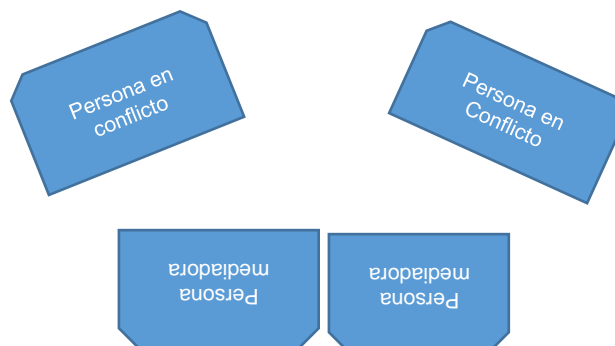 Persona en
conflicto
Persona en
Conflicto
Persona
mediadora
Persona
mediadora